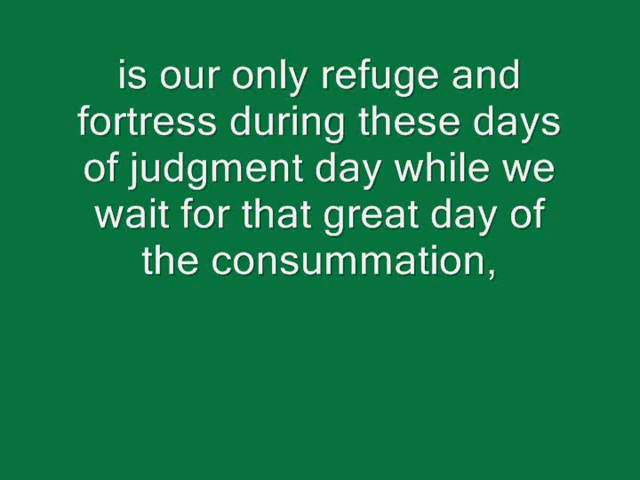 is our only refuge and
fortress during these days
of judgment day while we
wait for that great day of
the consummation,